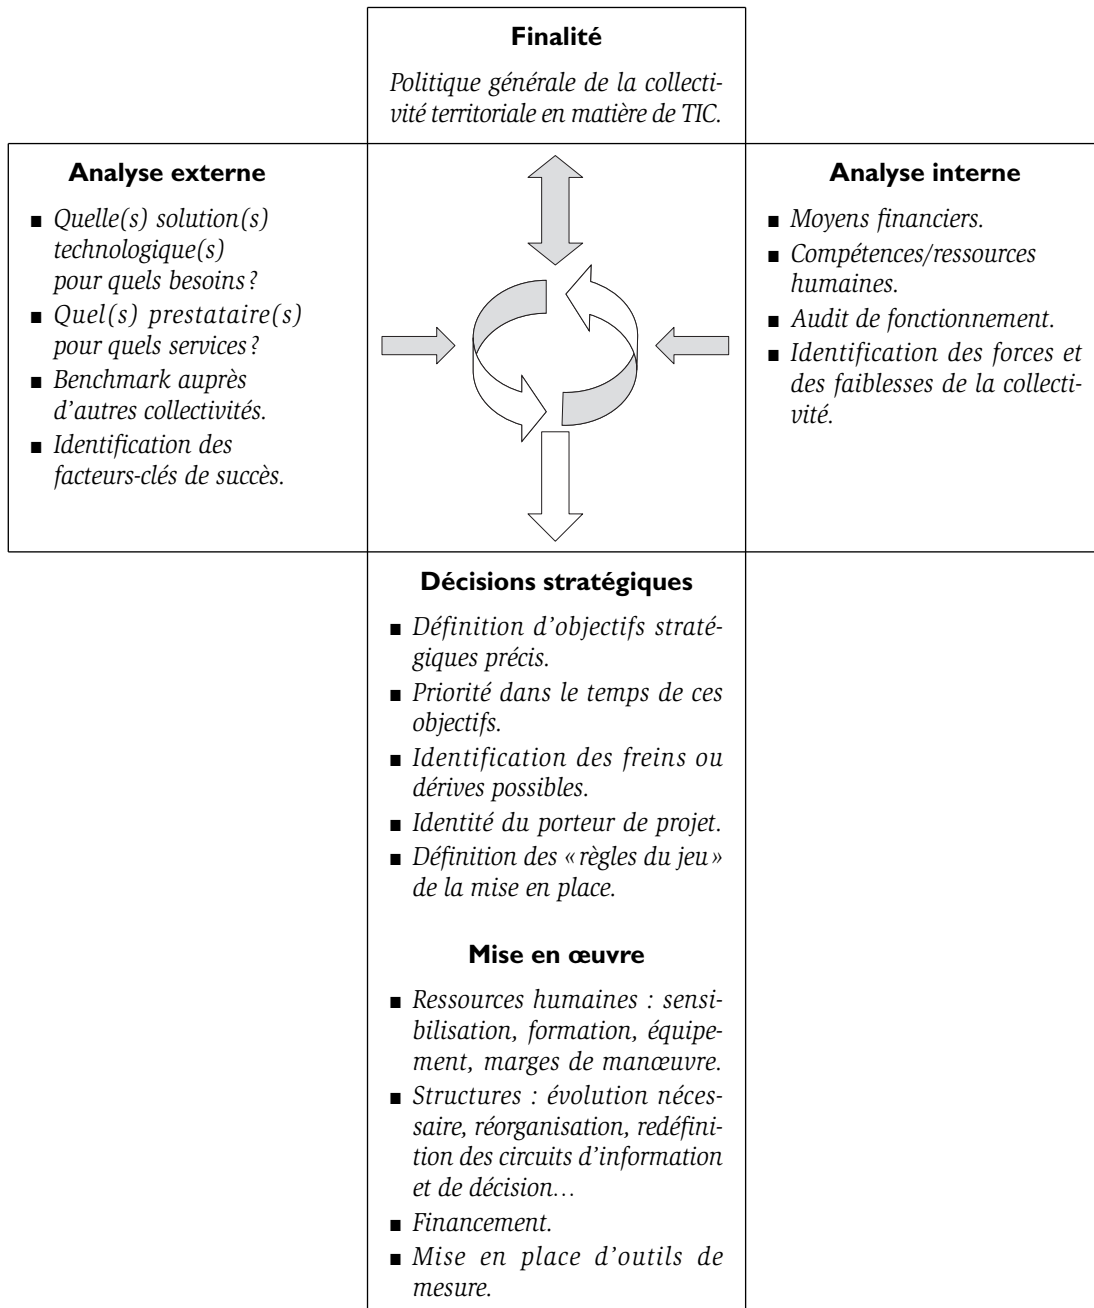 Finalité
Politique générale de la collecti-
vité territoriale en matière de TIC.
Analyse externe
■ Quelle(s) solution(s)
technologique(s)
pour quels besoins ?
■ Quel(s) prestataire(s)
pour quels services ?
■ Benchmark auprès
d’autres collectivités.
■ Identification des
facteurs-clés de succès.
Analyse interne
■ Moyens financiers.
■ Compétences/ressources
humaines.
■ Audit de fonctionnement.
■ Identification des forces et
des faiblesses de la collecti-
vité.
Décisions stratégiques
■ Définition d’objectifs straté-
giques précis.
■ Priorité dans le temps de ces
objectifs.
■ Identification des freins ou
dérives possibles.
■ Identité du porteur de projet.
■ Définition des « règles du jeu »
de la mise en place.
Mise en œuvre
■ Ressources humaines : sensi-
bilisation, formation, équipe-
ment, marges de manœuvre.
■ Structures : évolution néces-
saire, réorganisation, redéfini-
tion des circuits d’information
et de décision…
■ Financement.
■ Mise en place d’outils de
mesure.